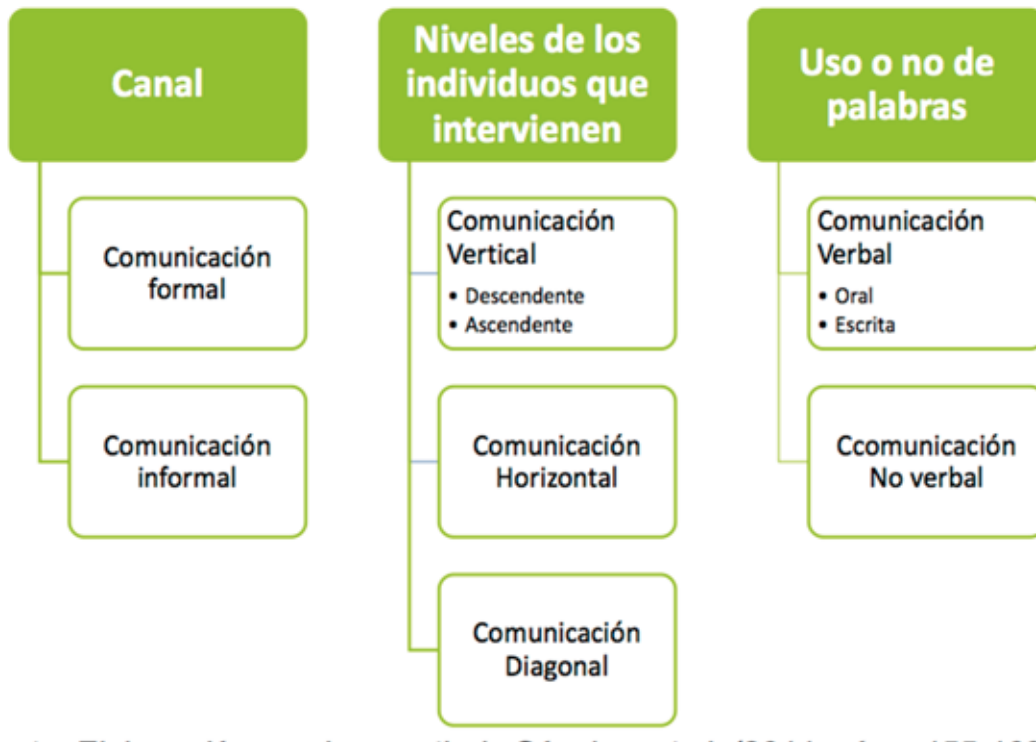 Canal
Comunicación
formal
Comunicación
informal
Niveles de los
individuos que
intervienen
Comunicación
Vertical
• Descendente
• Ascendente
Comunicación
Horizontal
Comunicación
Diagonal
Uso o no de
palabras
Comunicación
Verbal
• Oral
• Escrita
Ccomunicación
No verbal